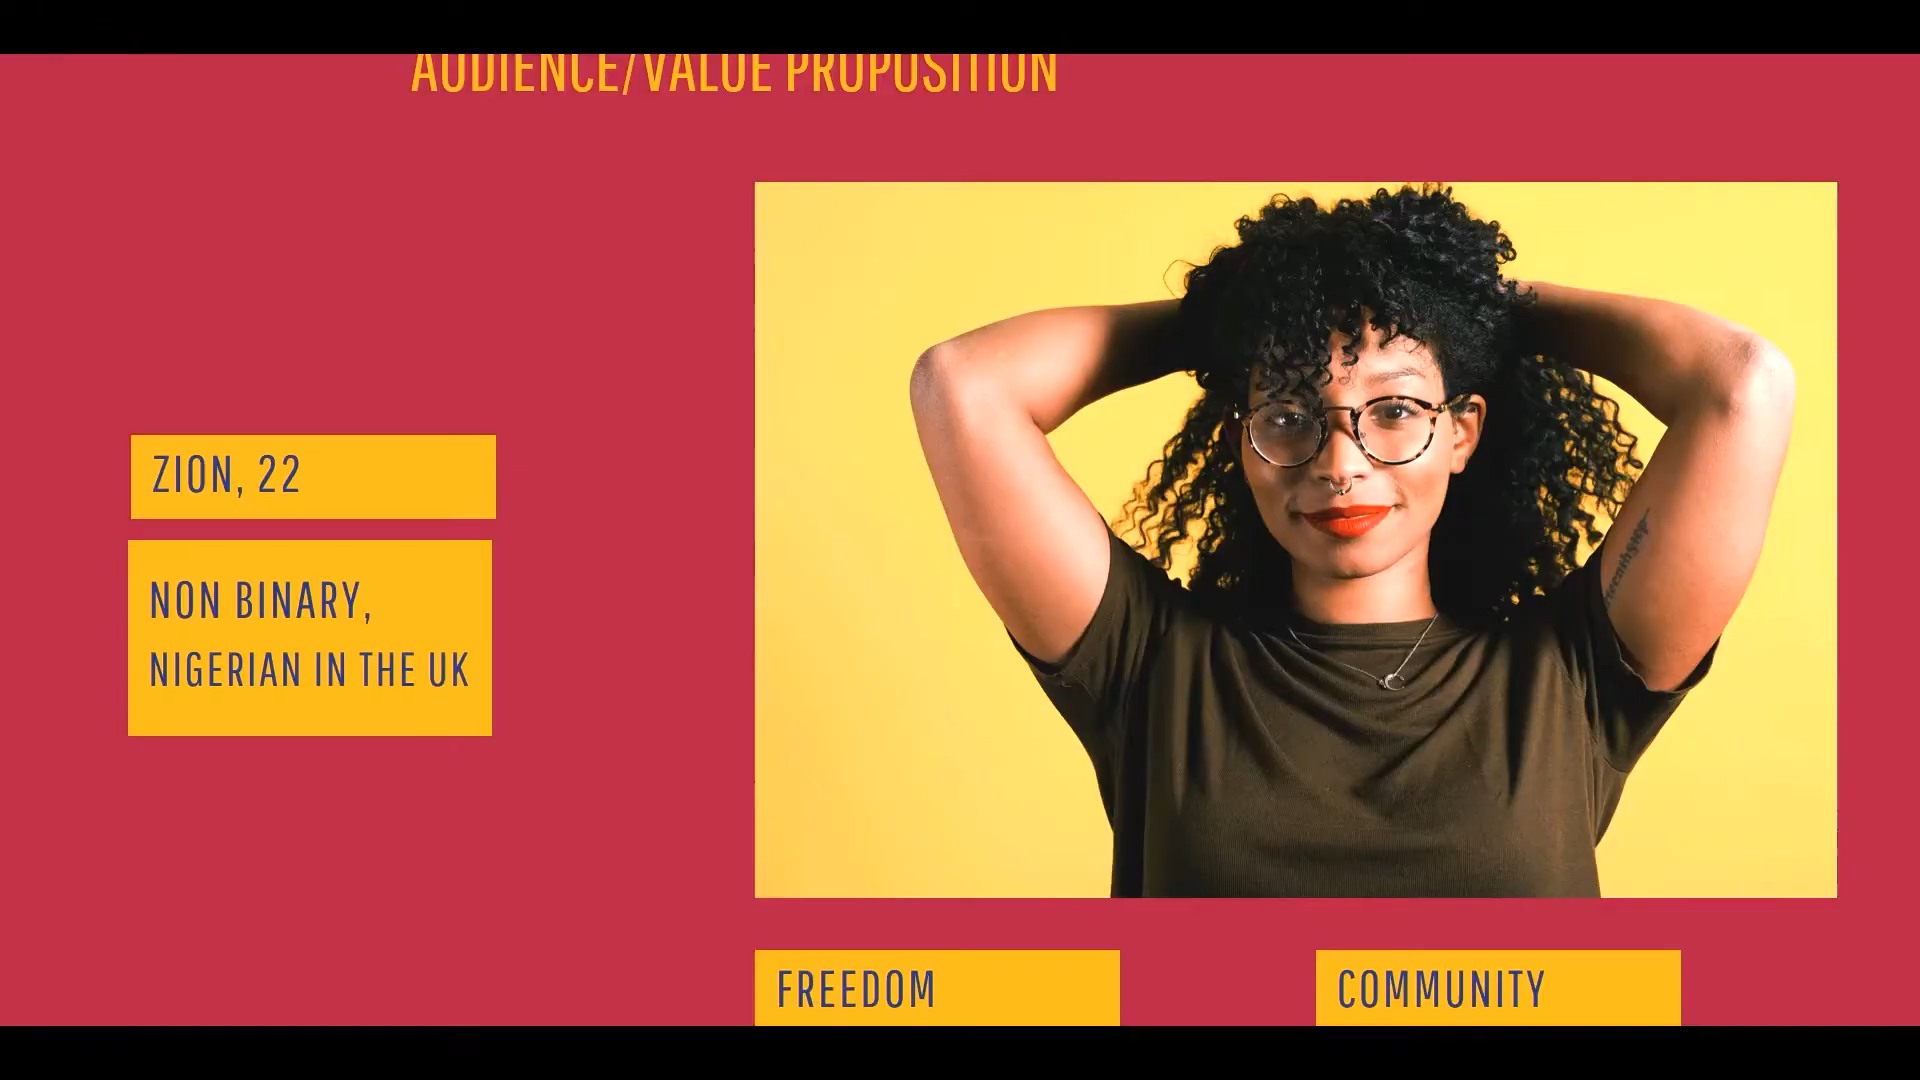 AUDIENCE/VALUE PROPOSITION
ZION, 22
NON BINARY,
NIGERIAN IN THE UK
FREEDOM
COMMUNITY